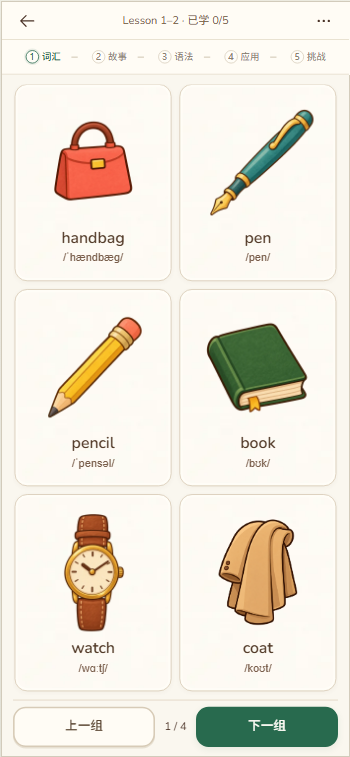 Lesson 1–2 · 已学 0/5
1 词汇 – 2 故事 – 3 语法 – 4 应用 – 5 挑战
handbag pen
/ˈhændbæg/ /pen/
pencil book
/ˈpensəl/ /bʊk/
watch coat
/wɑːtʃ/ /koʊt/
上一组 1 / 4 下一组